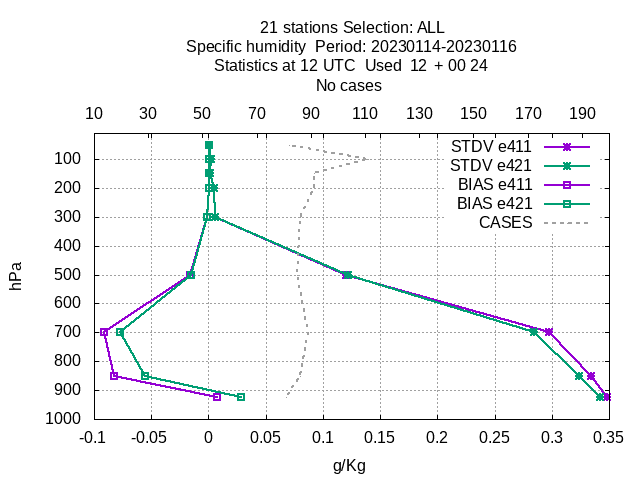 21 stations Selection: ALL
Specific humidity  Period: 20230114-20230116
Statistics at 12 UTC  Used  12  + 00 24
No cases
10 30 50 70 90 110 130 150 170 190
STDV e411
STDV e421
BIAS e411
BIAS e421
CASES
100
200
300
400
500
600
700
800
900
1000
hPa
-0.1 -0.05 0 0.05 0.1 0.15 0.2 0.25 0.3 0.35
g/Kg